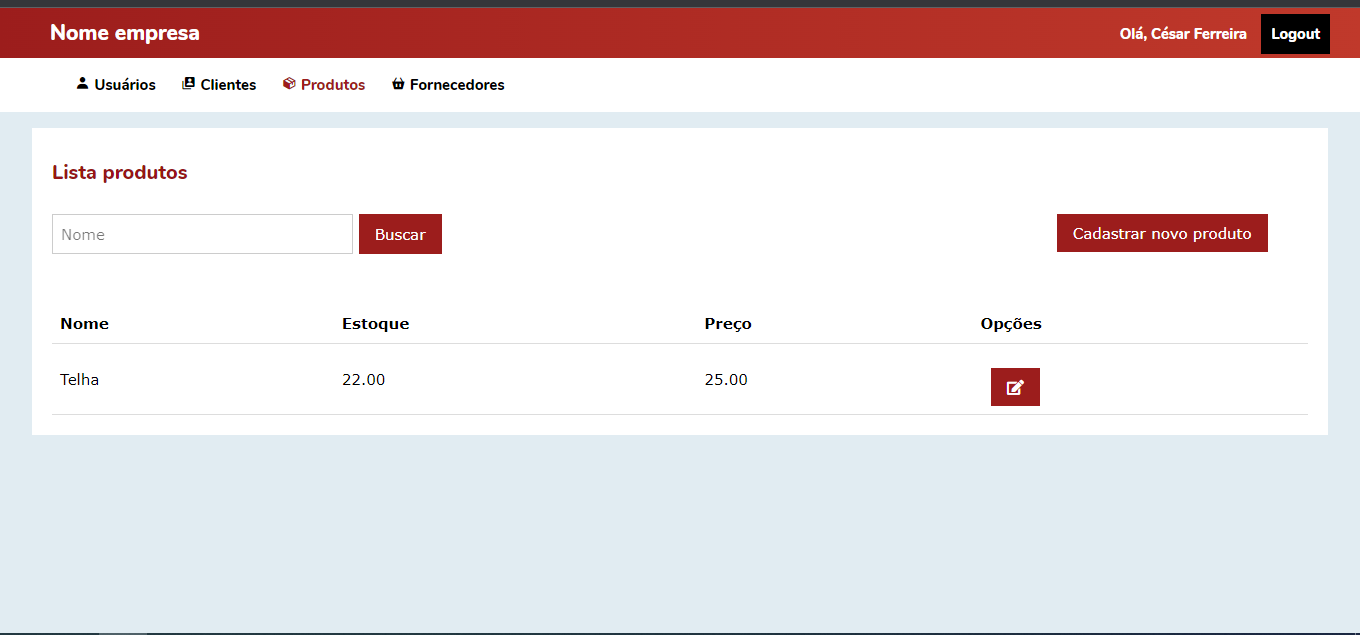 Nome empresa
Olá, César Ferreira Logout
Usuários Clientes Produtos Fornecedores
Lista produtos
Nome Buscar Cadastrar novo produto
Nome Estoque Preço Opções
Telha 22.00 25.00